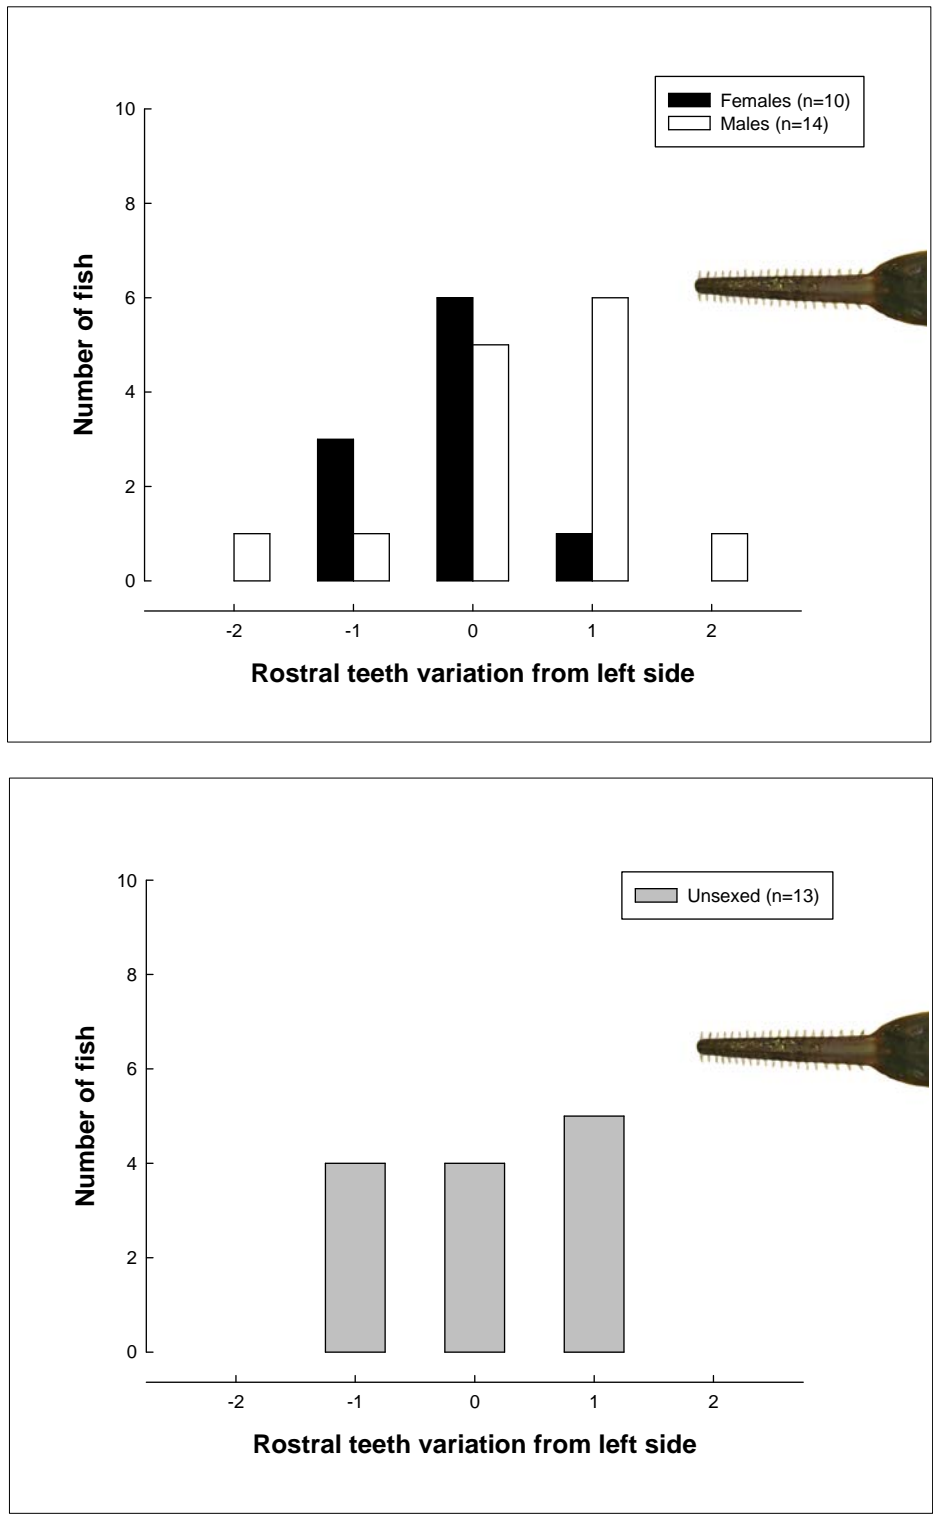 Females (n=10)
Males (n=14)
10
8
6
4
2
0
Number of fish
-2 -1 0 1 2
Rostral teeth variation from left side
Unsexed (n=13)
10
8
6
4
2
0
Number of fish
-2 -1 0 1 2
Rostral teeth variation from left side